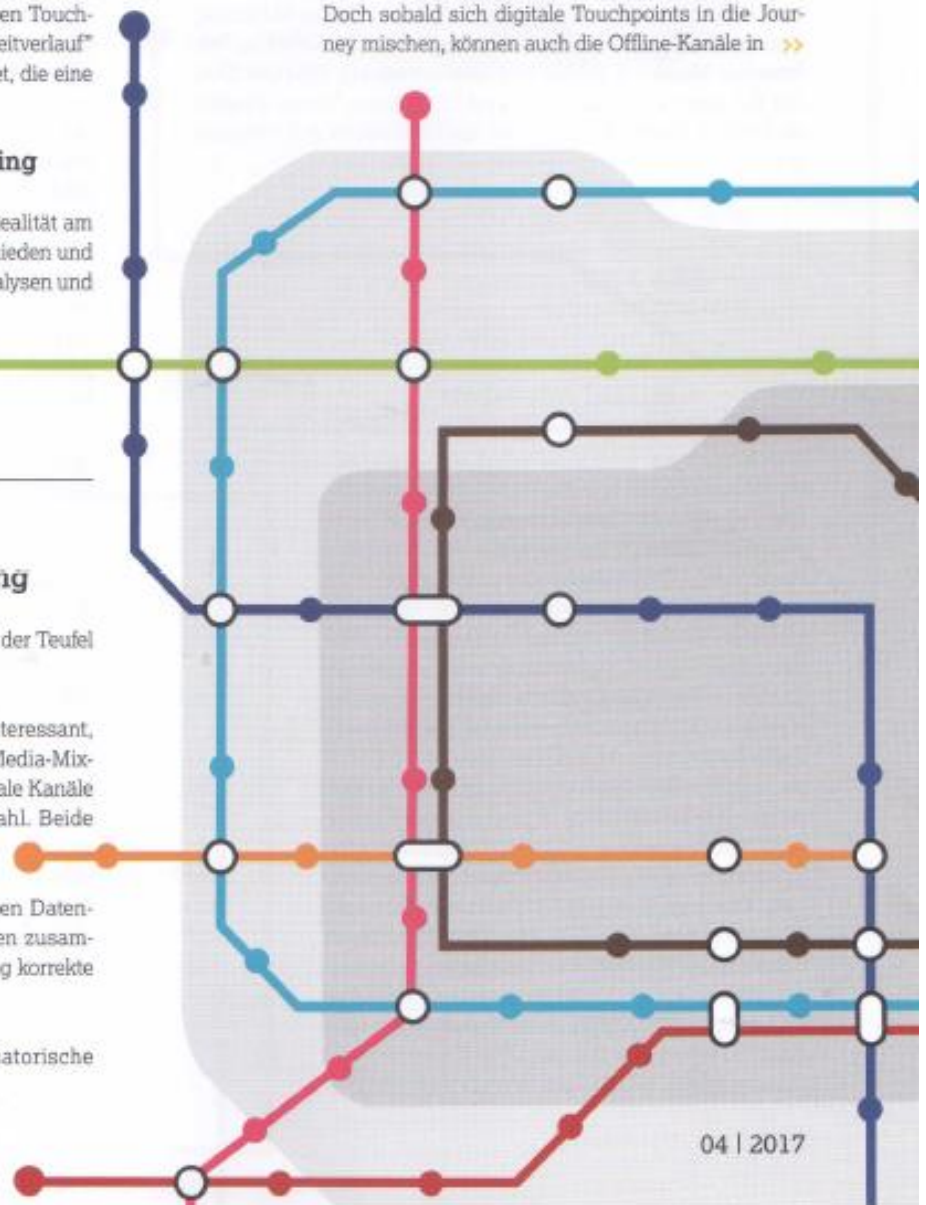 en Touch-
eitverlauf"
et, die eine
ing
ealität am
ieden und
alysen und
ng
der Teufel
teressant,
Media-Mix-
ale Kanäle
ahl. Beide
en Daten-
en zusam-
g korrekte
atorische
Doch sobald sich digitale Touchpoints in die Jour-
ney mischen, können auch die Offline-Kanäle in >>
04 | 2017